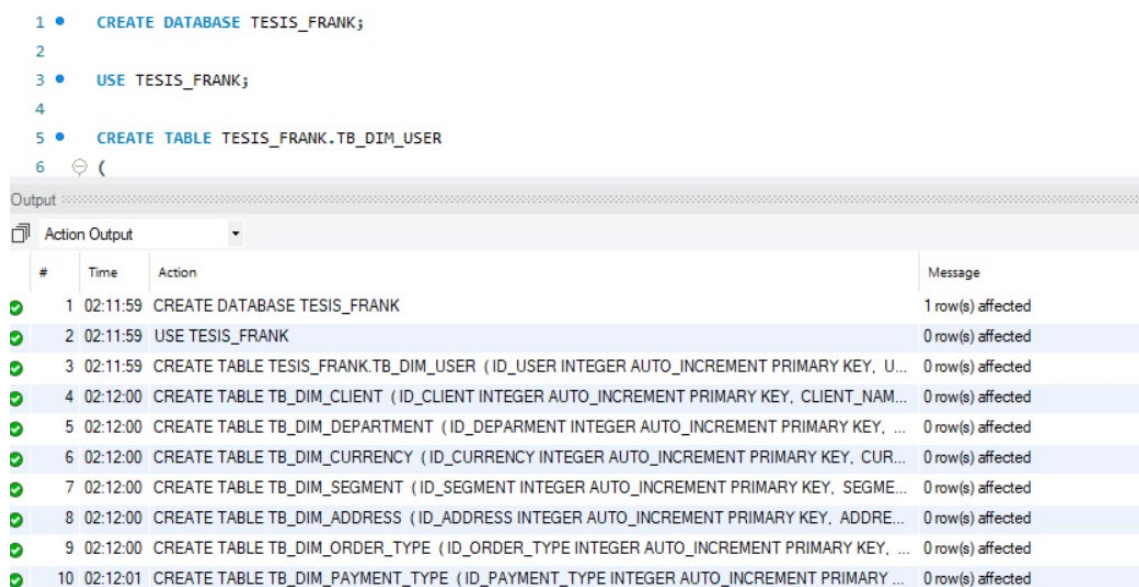 1 CREATE DATABASE TESIS_FRANK;
2
3 USE TESIS_FRANK;
4
5 CREATE TABLE TESIS_FRANK.TB_DIM_USER
6 (
Output
Action Output
# Time Action Message
1 02:11:59 CREATE DATABASE TESIS_FRANK 1 row(s) affected
2 02:11:59 USE TESIS_FRANK 0 row(s) affected
3 02:11:59 CREATE TABLE TESIS_FRANK.TB_DIM_USER ( ID_USER INTEGER AUTO_INCREMENT PRIMARY KEY, U... 0 row(s) affected
4 02:12:00 CREATE TABLE TB_DIM_CLIENT ( ID_CLIENT INTEGER AUTO_INCREMENT PRIMARY KEY, CLIENT_NAM... 0 row(s) affected
5 02:12:00 CREATE TABLE TB_DIM_DEPARTMENT ( ID_DEPARMENT INTEGER AUTO_INCREMENT PRIMARY KEY, ... 0 row(s) affected
6 02:12:00 CREATE TABLE TB_DIM_CURRENCY ( ID_CURRENCY INTEGER AUTO_INCREMENT PRIMARY KEY, CUR... 0 row(s) affected
7 02:12:00 CREATE TABLE TB_DIM_SEGMENT ( ID_SEGMENT INTEGER AUTO_INCREMENT PRIMARY KEY, SEGME... 0 row(s) affected
8 02:12:00 CREATE TABLE TB_DIM_ADDRESS ( ID_ADDRESS INTEGER AUTO_INCREMENT PRIMARY KEY, ADDRE... 0 row(s) affected
9 02:12:00 CREATE TABLE TB_DIM_ORDER_TYPE ( ID_ORDER_TYPE INTEGER AUTO_INCREMENT PRIMARY KEY, ... 0 row(s) affected
10 02:12:01 CREATE TABLE TB_DIM_PAYMENT_TYPE ( ID_PAYMENT_TYPE INTEGER AUTO_INCREMENT PRIMARY ... 0 row(s) affected